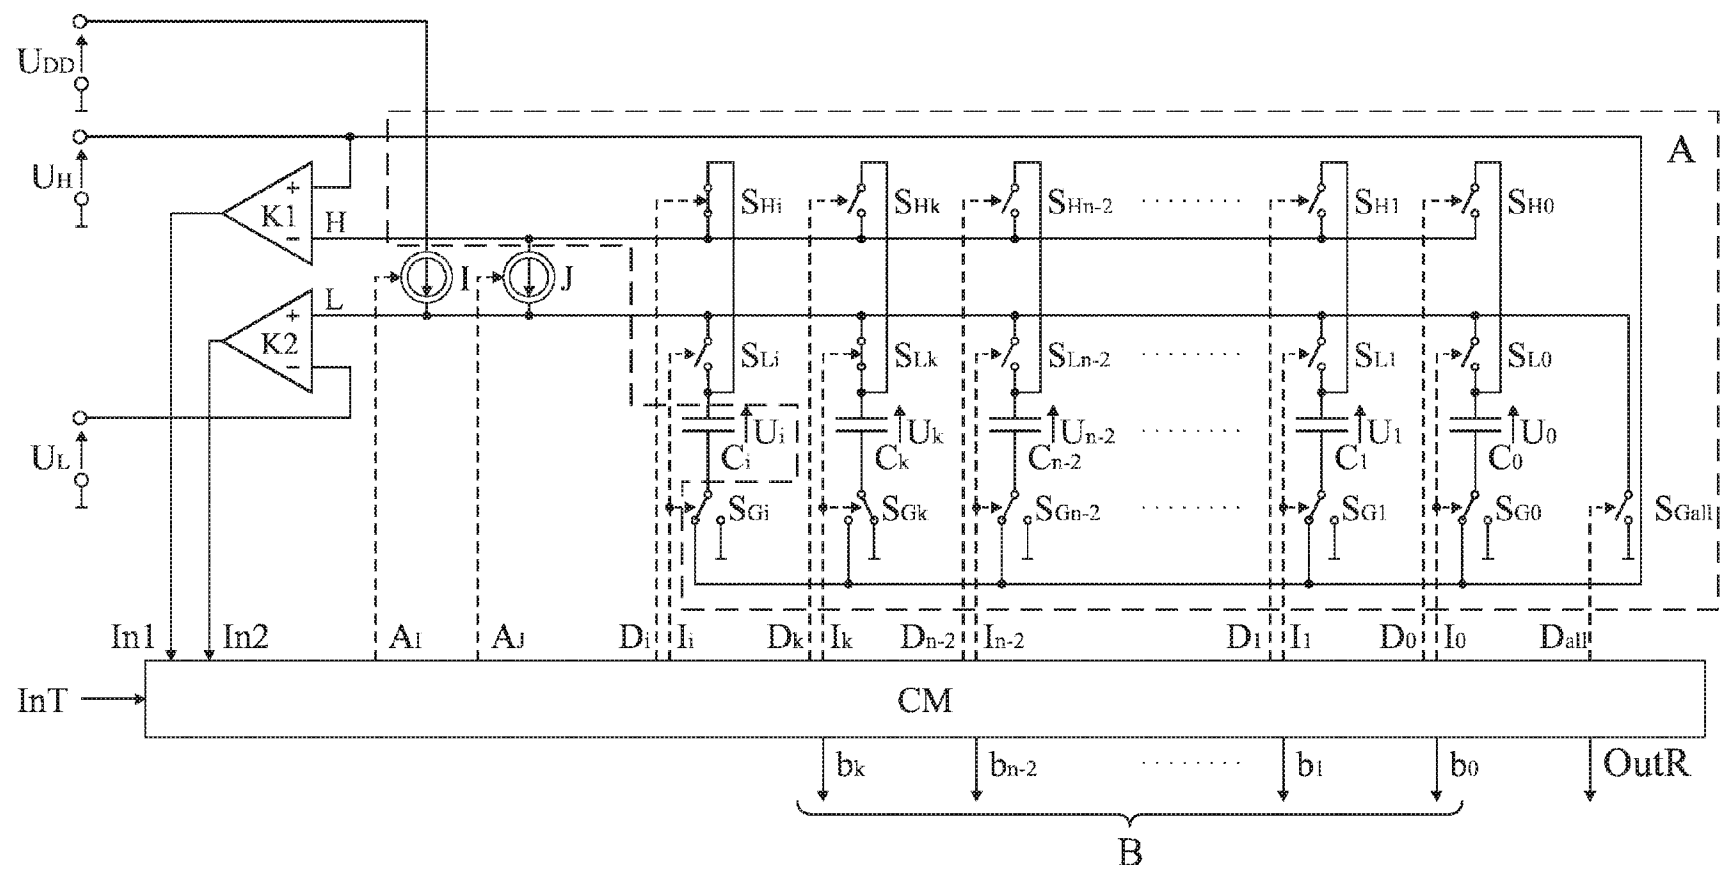 UDD
UH
K1
H
I
J
L
K2
UL
A
SHi
SHk
SHn-2
SH1
SH0
SLi
SLk
SLn-2
SL1
SL0
Ui
Uk
Un-2
U1
U0
Ci
Ck
Cn-2
C1
C0
SGi
SGk
SGn-2
SG1
SG0
SGall
In1
In2
AI
AJ
Di
Ii
Dk
Ik
Dn-2
In-2
D1
I1
D0
I0
Dall
InT
CM
bk
bn-2
b1
b0
OutR
B